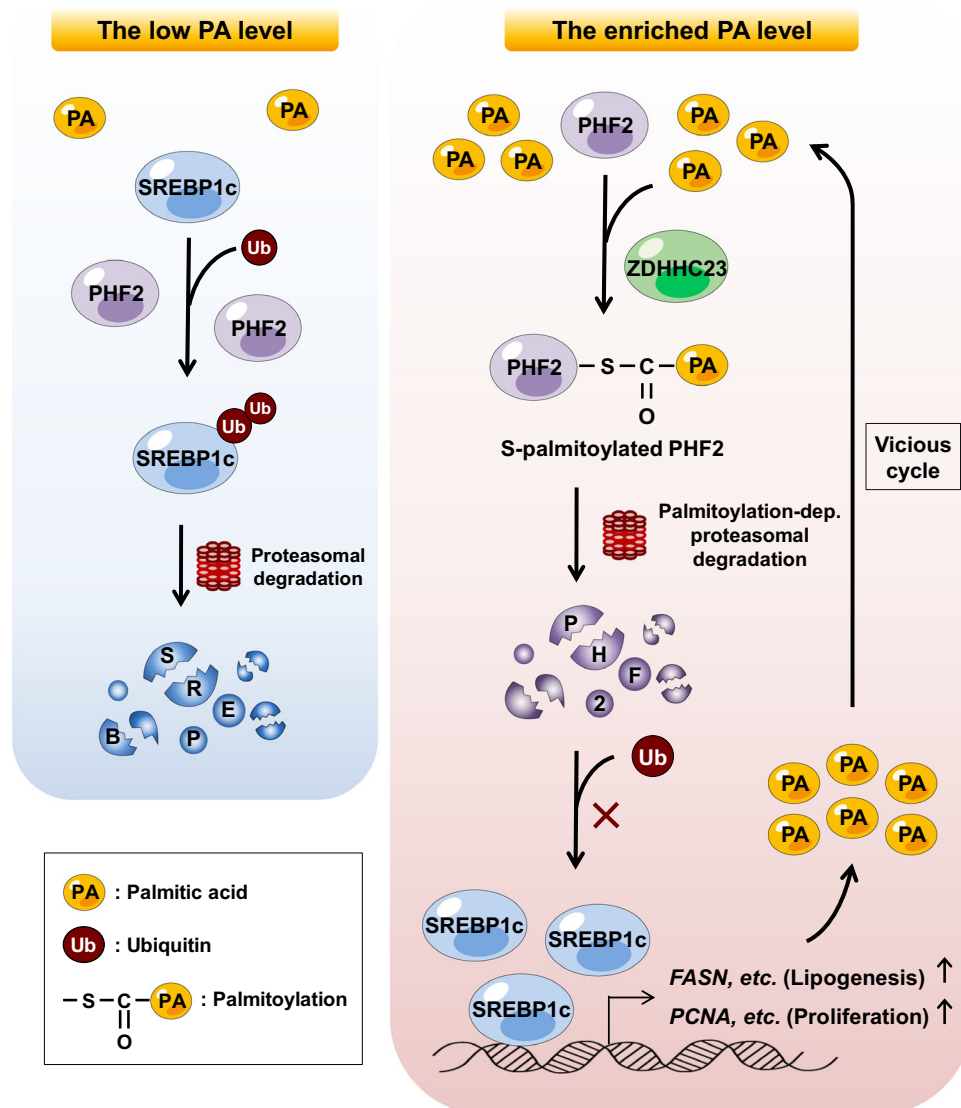 The low PA level
PA
PA
SREBP1c
Ub
PHF2
PHF2
Ub
Ub
SREBP1c
Proteasomal
degradation
S
R
E
B
P
The enriched PA level
PA
PA
PA
PHF2
PA
PA
PA
ZDHHC23
PHF2 – S – C – PA
O
S-palmitoylated PHF2
Palmitoylation-dep.
proteasomal
degradation
P
H
F
2
Ub
SREBP1c
SREBP1c
SREBP1c
FASN, etc. (Lipogenesis) ↑
PCNA, etc. (Proliferation) ↑
PA
PA
PA
PA
PA
PA
Vicious
cycle
PA : Palmitic acid
Ub : Ubiquitin
– S – C – PA : Palmitoylation
O